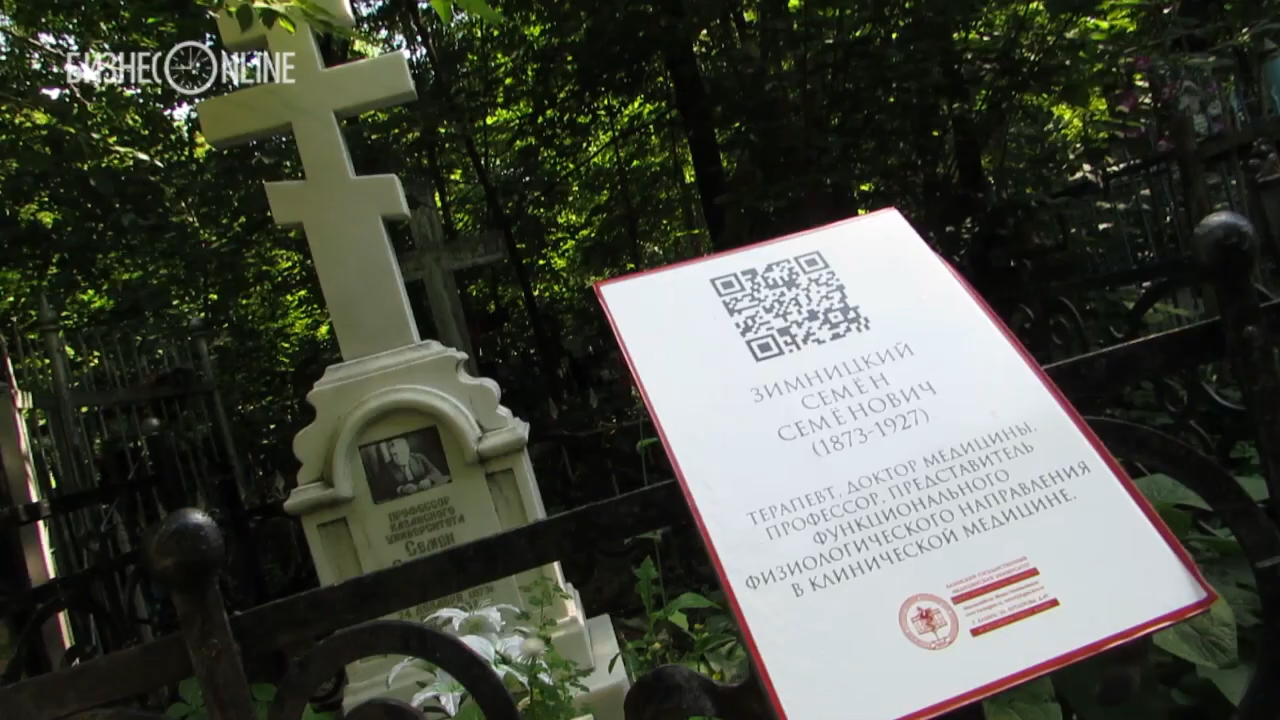 БИЗНЕС ONLINE
ЗИМНИЦКИЙ
СЕМЁН
СЕМЁНОВИЧ
(1873-1927)
ТЕРАПЕВТ, ДОКТОР МЕДИЦИНЫ,
ПРОФЕССОР, ПРЕДСТАВИТЕЛЬ
ФУНКЦИОНАЛЬНОГО
ФИЗИОЛОГИЧЕСКОГО НАПРАВЛЕНИЯ
В КЛИНИЧЕСКОЙ МЕДИЦИНЕ.
ПРОФЕССОР
КАЗАНСКОГО
УНИВЕРСИТЕТА
Семен